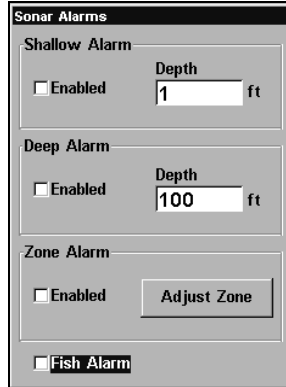 Sonar Alarms
Shallow Alarm
Depth
Enabled
1 ft
Deep Alarm
Depth
Enabled
100 ft
Zone Alarm
Enabled
Adjust Zone
Fish Alarm